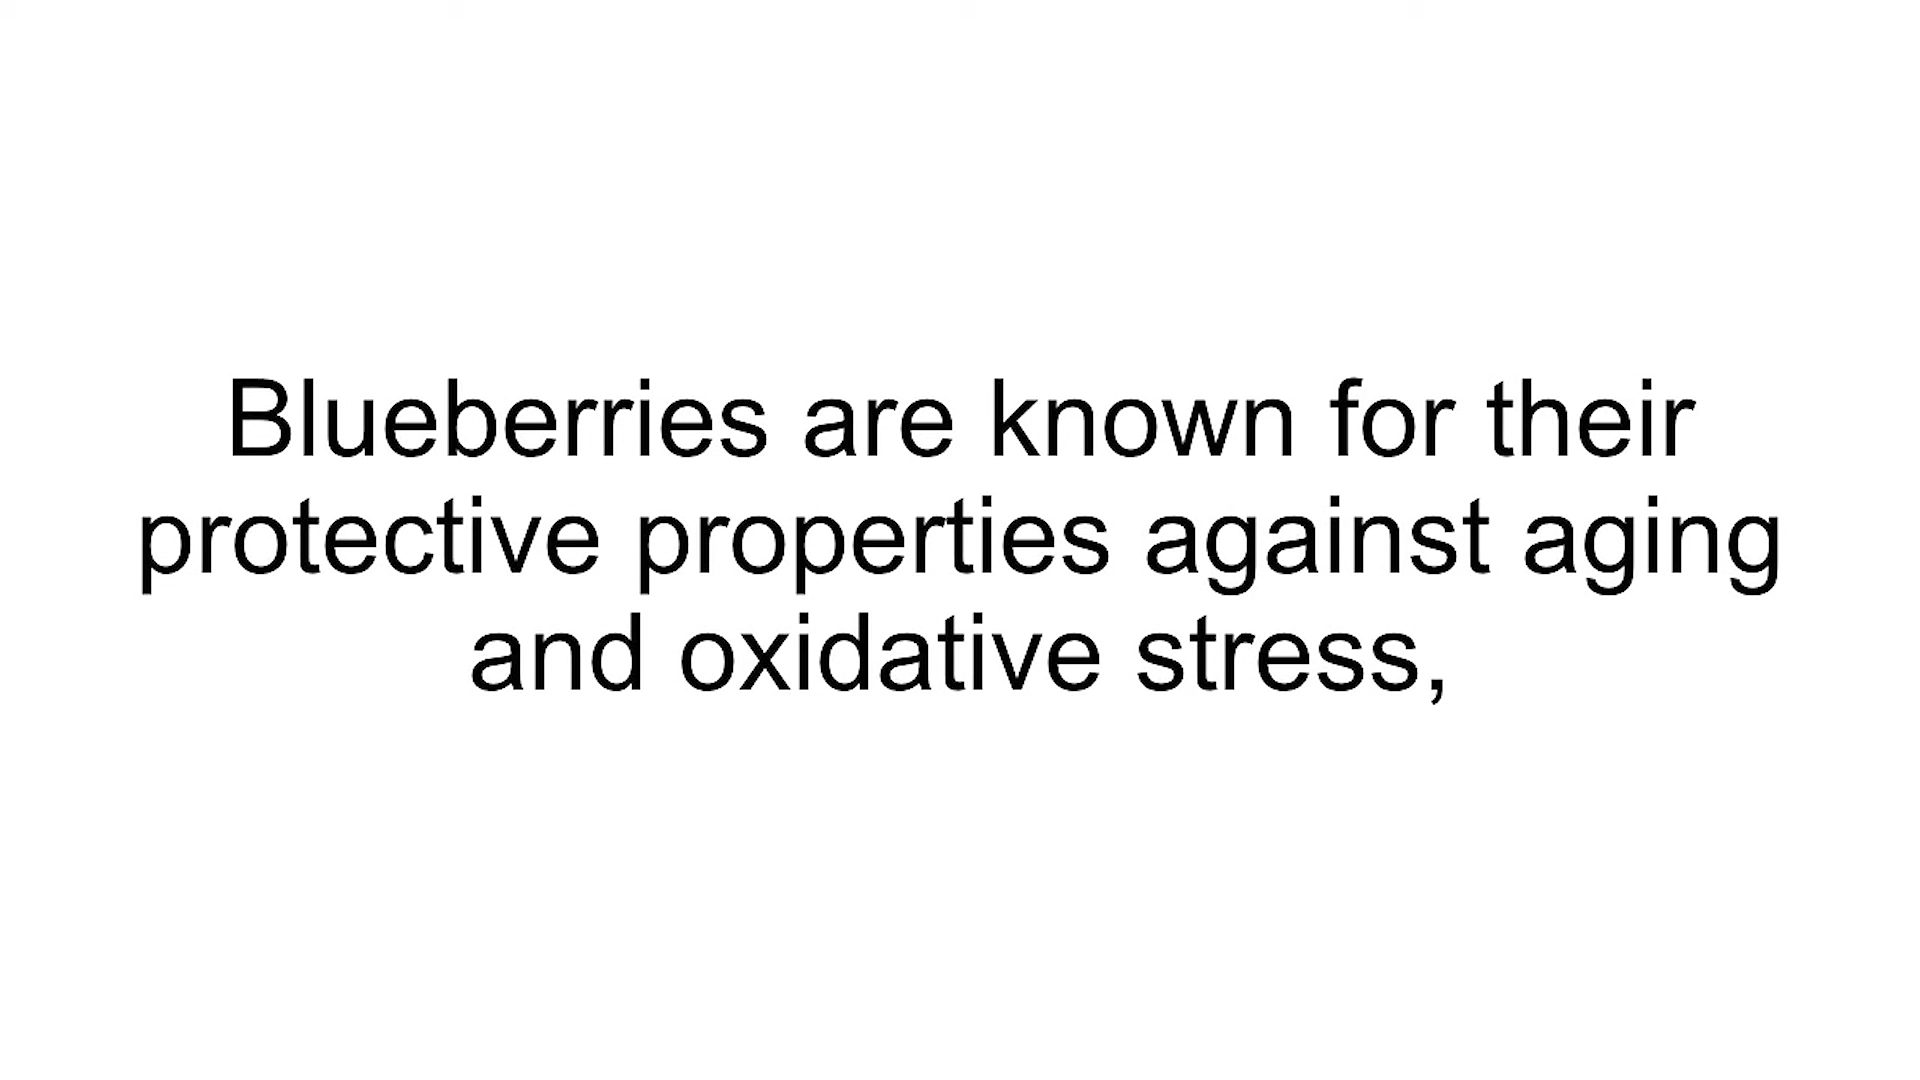 Blueberries are known for their
protective properties against aging
and oxidative stress,